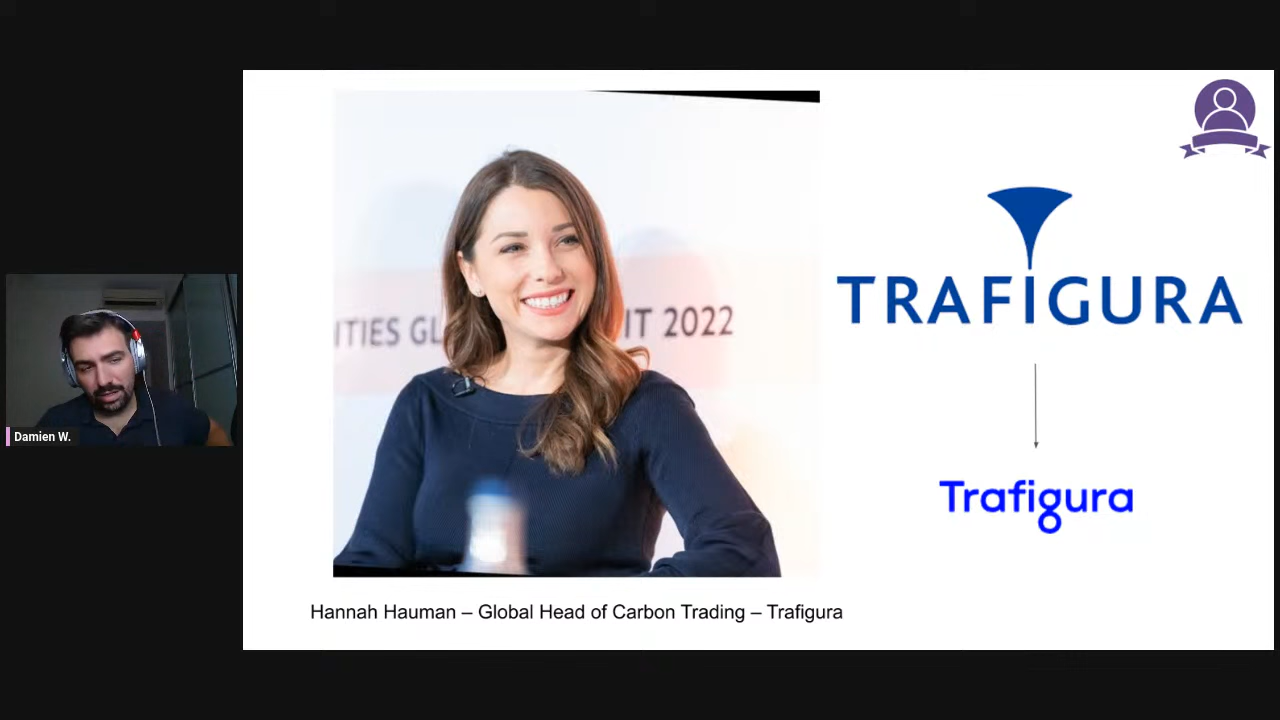 ITIES GL IT 2022
TRAFIGURA
Trafigura
Damien W.
Hannah Hauman – Global Head of Carbon Trading – Trafigura